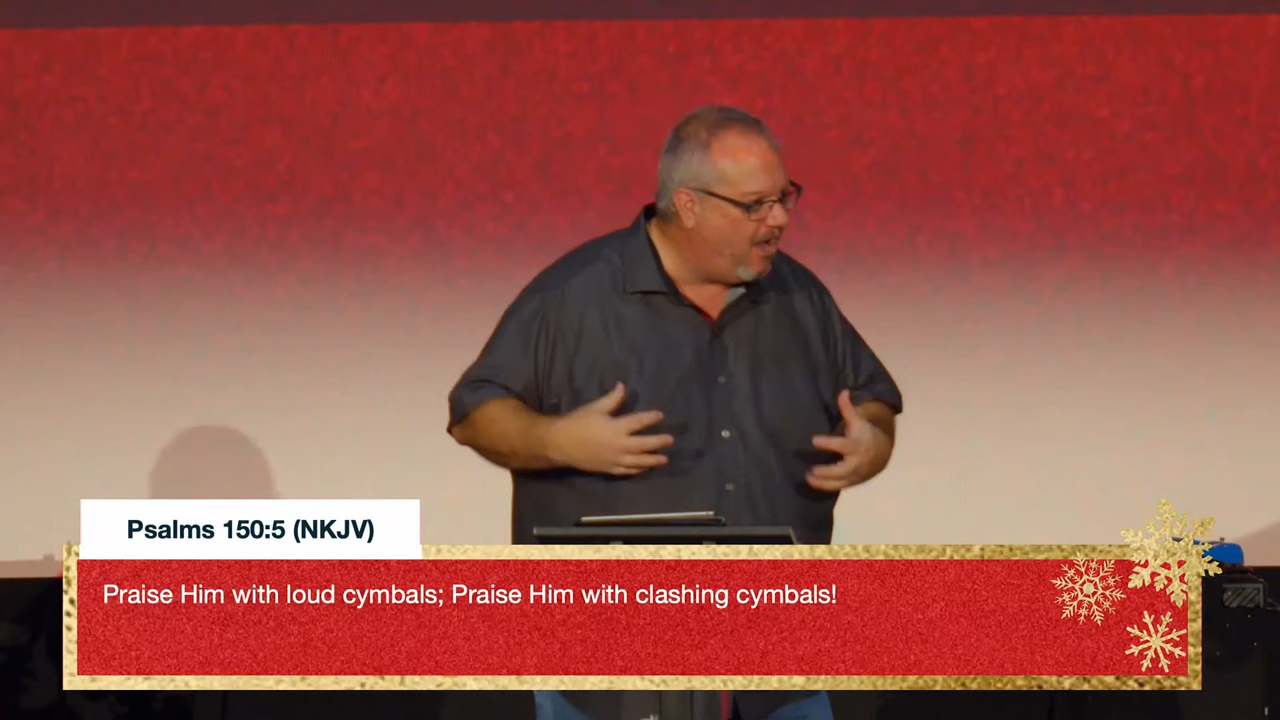 Psalms 150:5 (NKJV)
Praise Him with loud cymbals; Praise Him with clashing cymbals!